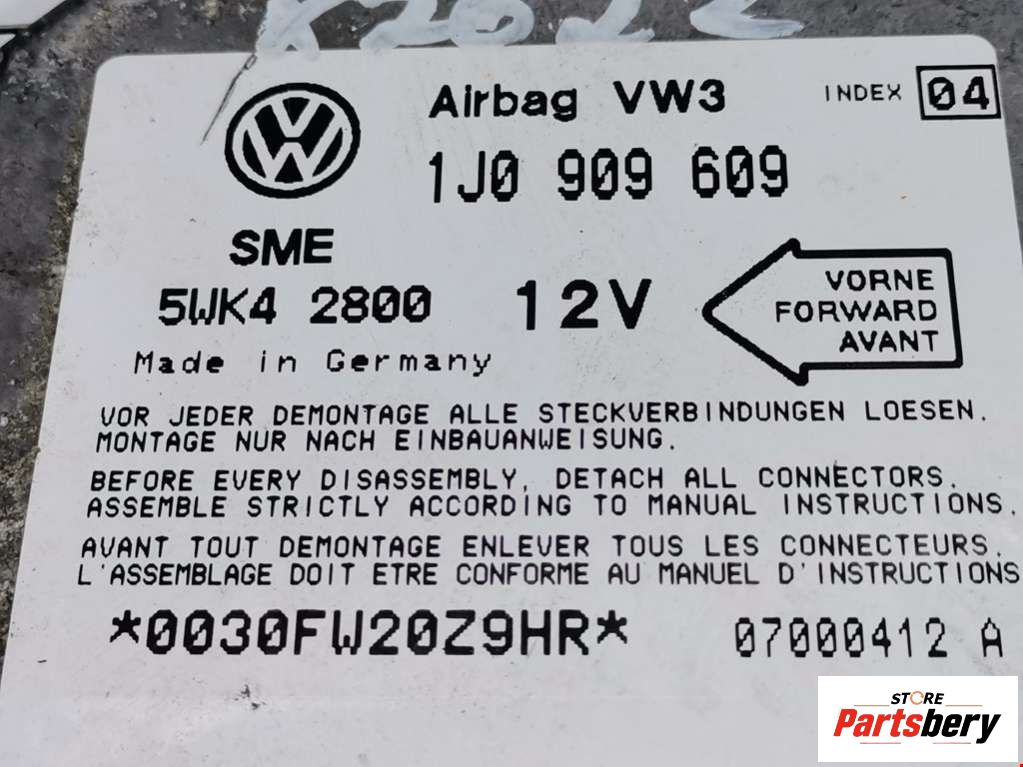 Airbag VW3 INDEX 04
1J0 909 609
SME
5WK4 2800 12V
VORNE
FORWARD
AVANT
Made in Germany
VOR JEDER DEMONTAGE ALLE STECKVERBINDUNGEN LOESEN.
MONTAGE NUR NACH EINBAUANWEISUNG.
BEFORE EVERY DISASSEMBLY, DETACH ALL CONNECTORS.
ASSEMBLE STRICTLY ACCORDING TO MANUAL INSTRUCTIONS.
AVANT TOUT DEMONTAGE ENLEVER TOUS LES CONNECTEURS.
L'ASSEMBLAGE DOIT ETRE CONFORME AU MANUEL D'INSTRUCTIONS
*0030FW20Z9HR* 07000412 A
STORE
Partsbery